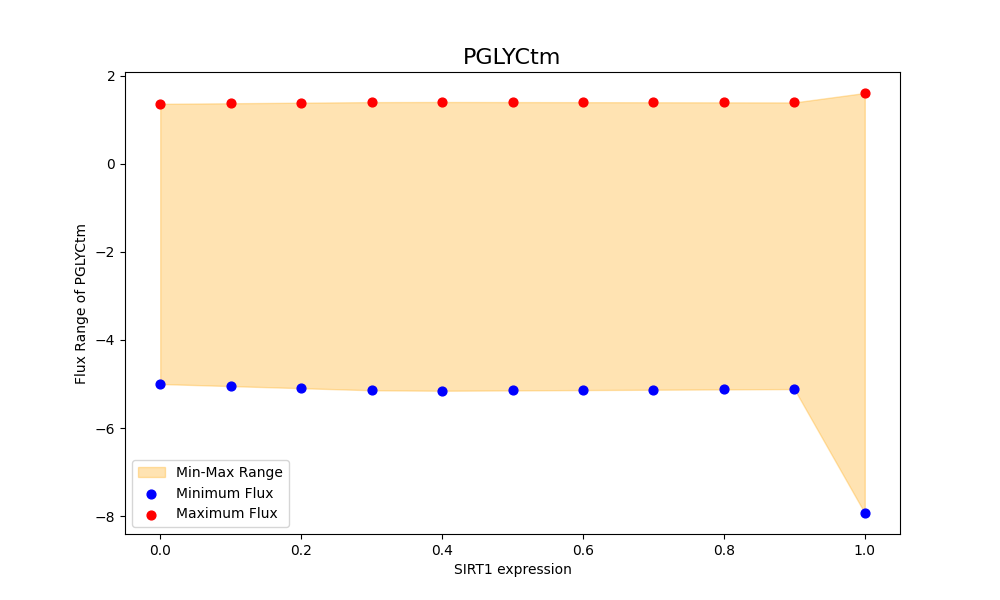 PGLYCtm
Flux Range of PGLYCtm
2
0
−2
−4
−6
−8
Min-Max Range
Minimum Flux
Maximum Flux
0.0 0.2 0.4 0.6 0.8 1.0
SIRT1 expression